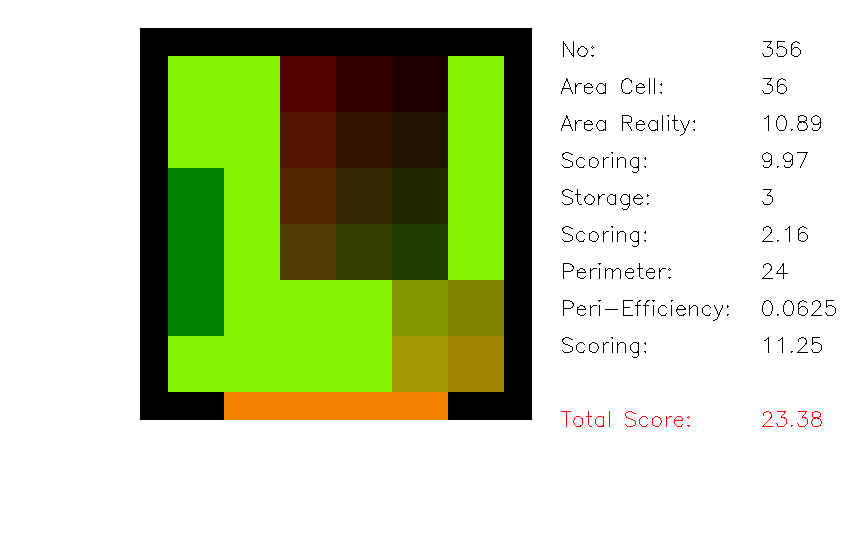 No: 356
Area Cell: 36
Area Reality: 10.89
Scoring: 9.97
Storage: 3
Scoring: 2.16
Perimeter: 24
Peri-Efficiency: 0.0625
Scoring: 11.25
Total Score: 23.38